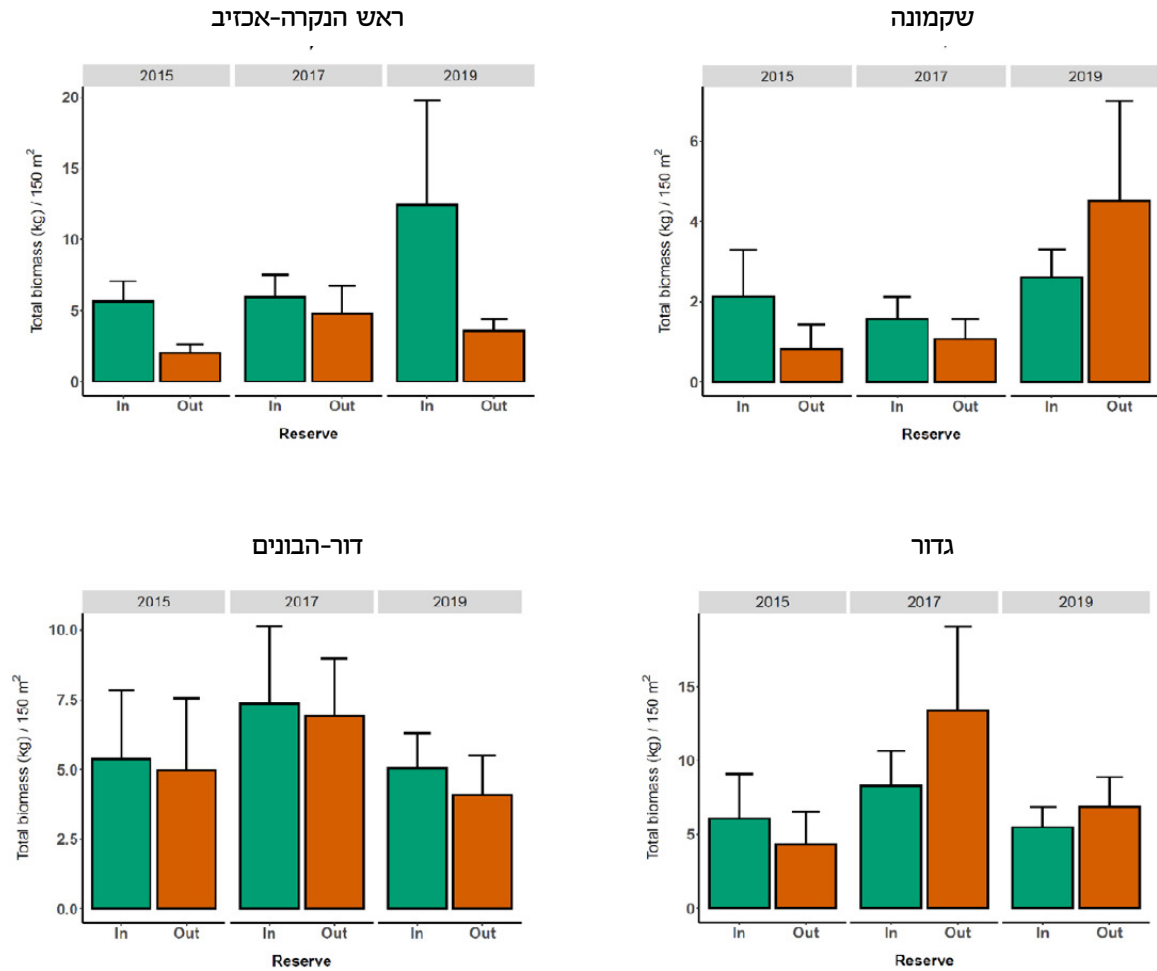 ראש הנקרה-אכזיב
2015 2017 2019
Total biomass (kg) / 150 m²
20
15
10
5
0
In Out In Out In Out
Reserve
שקמונה
2015 2017 2019
Total biomass (kg) / 150 m²
6
4
2
0
In Out In Out In Out
Reserve
דור-הבונים
2015 2017 2019
Total biomass (kg) / 150 m²
10.0
7.5
5.0
2.5
0.0
In Out In Out In Out
Reserve
גדור
2015 2017 2019
Total biomass (kg) / 150 m²
15
10
5
0
In Out In Out In Out
Reserve